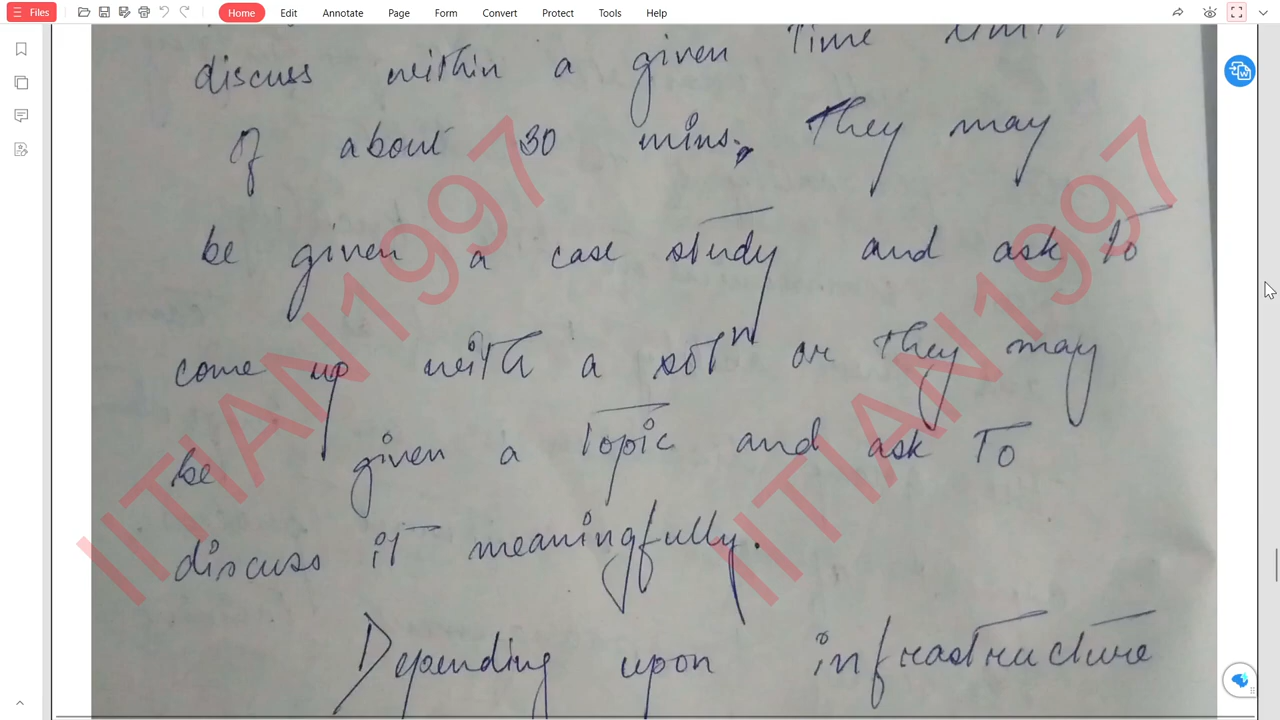 Files
Home Edit Annotate Page Form Convert Protect Tools Help
discuss within a given time limit
of about 30 mins. They may
be given a case study and ask to
come up with a solⁿ or they may
be given a topic and ask to
discuss it meaningfully.
Depending upon infrastructure
IITIAN1997
IITIAN1997